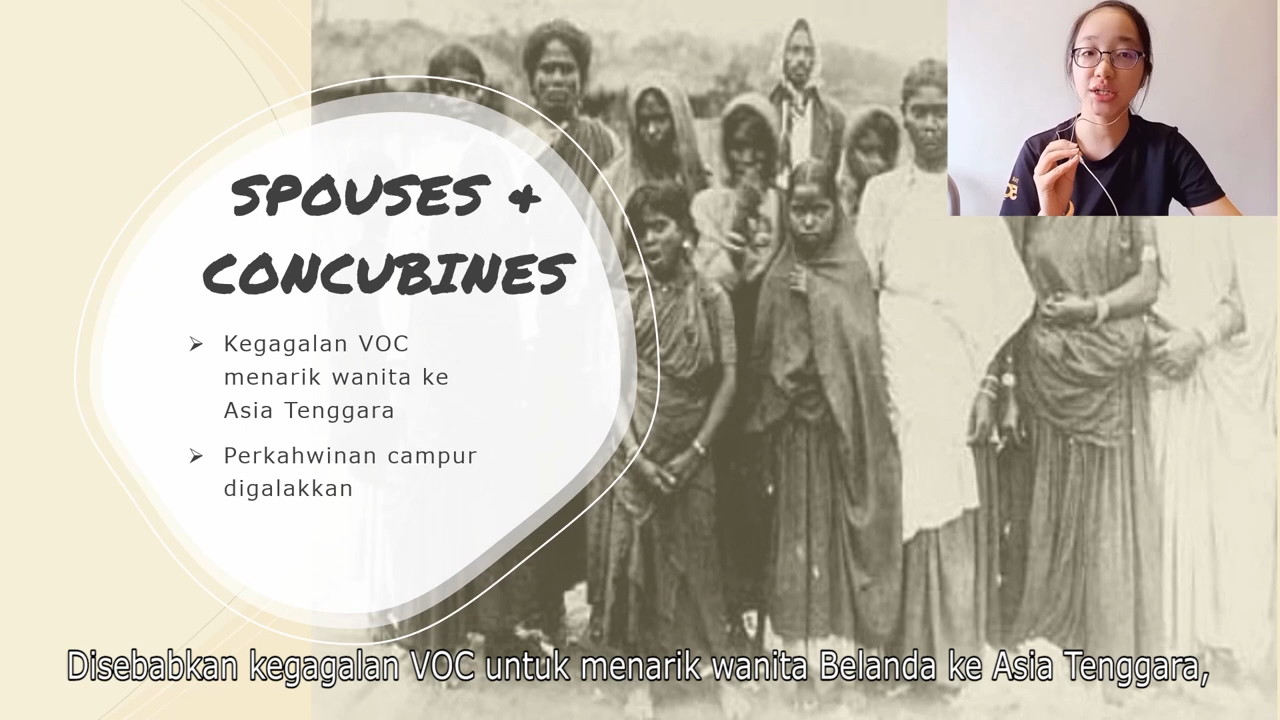 SPOUSES &
CONCUBINES
➢ Kegagalan VOC
menarik wanita ke
Asia Tenggara
➢ Perkahwinan campur
digalakkan
Disebabkan kegagalan VOC untuk menarik wanita Belanda ke Asia Tenggara,